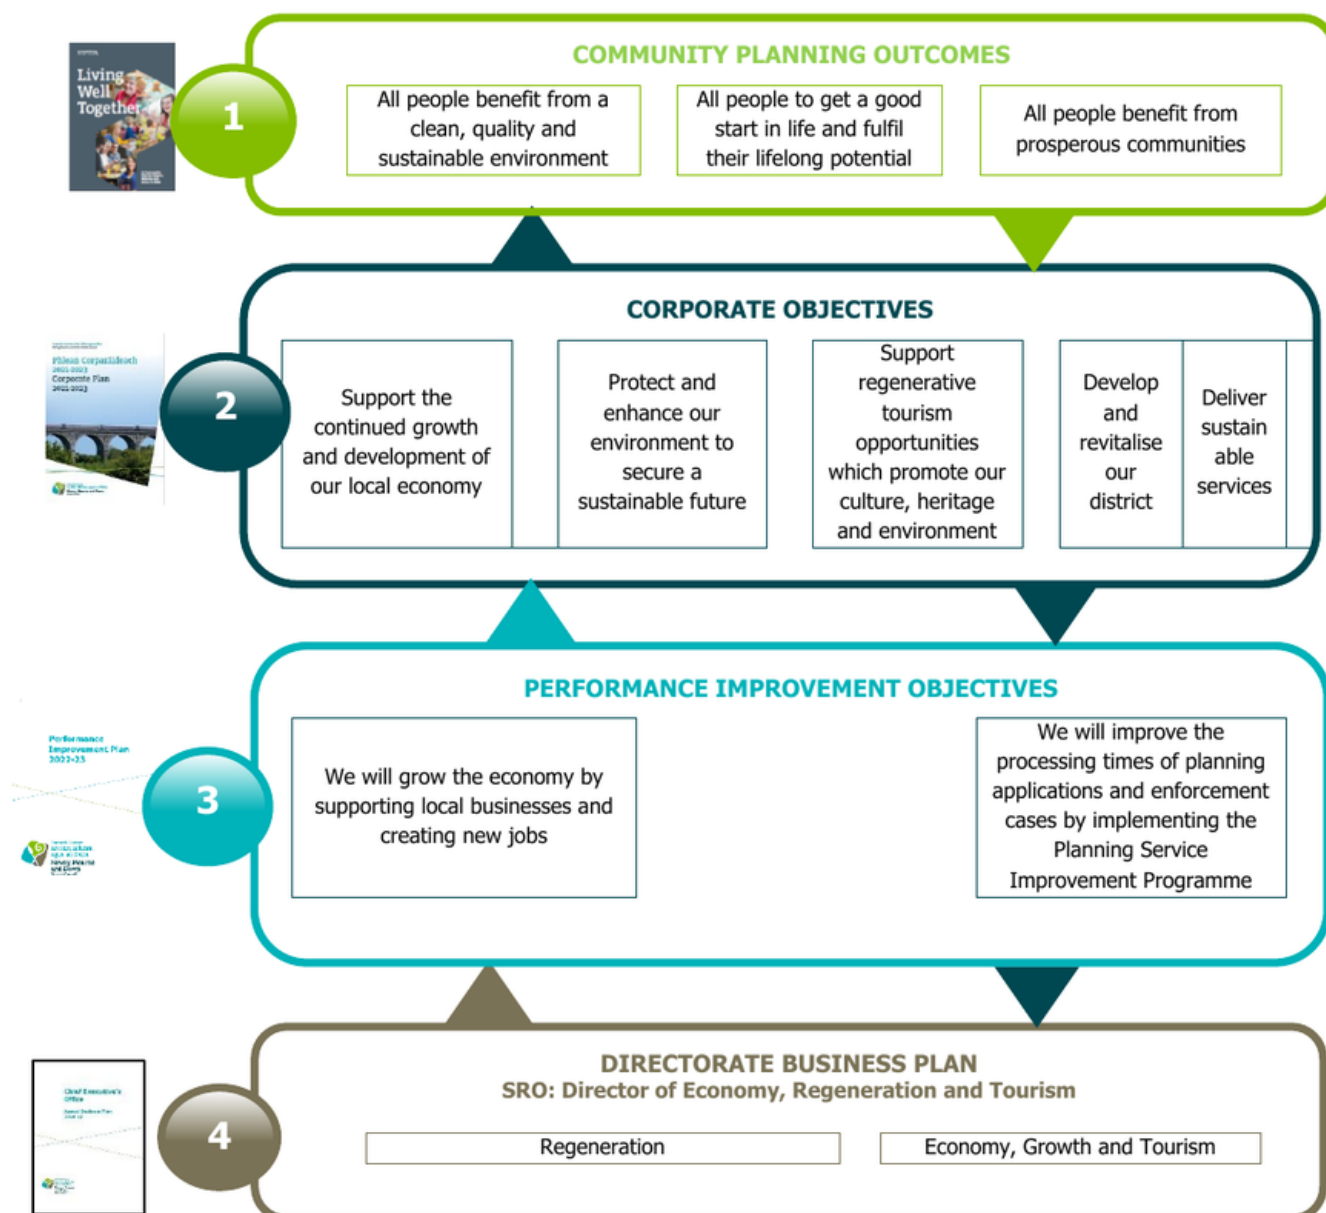 COMMUNITY PLANNING OUTCOMES
Living
Well
Together
1
All people benefit from a
clean, quality and
sustainable environment
All people to get a good
start in life and fulfil
their lifelong potential
All people benefit from
prosperous communities
CORPORATE OBJECTIVES
Corporate Plan
2021-2023
2
Support the
continued growth
and development of
our local economy
Protect and
enhance our
environment to
secure a
sustainable future
Support
regenerative
tourism
opportunities
which promote our
culture, heritage
and environment
Develop
and
revitalise
our
district
Deliver
sustain
able
services
PERFORMANCE IMPROVEMENT OBJECTIVES
Performance
Improvement Plan
2022-23
3
We will grow the economy by
supporting local businesses and
creating new jobs
We will improve the
processing times of planning
applications and enforcement
cases by implementing the
Planning Service
Improvement Programme
DIRECTORATE BUSINESS PLAN
SRO: Director of Economy, Regeneration and Tourism
Chief Executive's
Office
4
Regeneration
Economy, Growth and Tourism